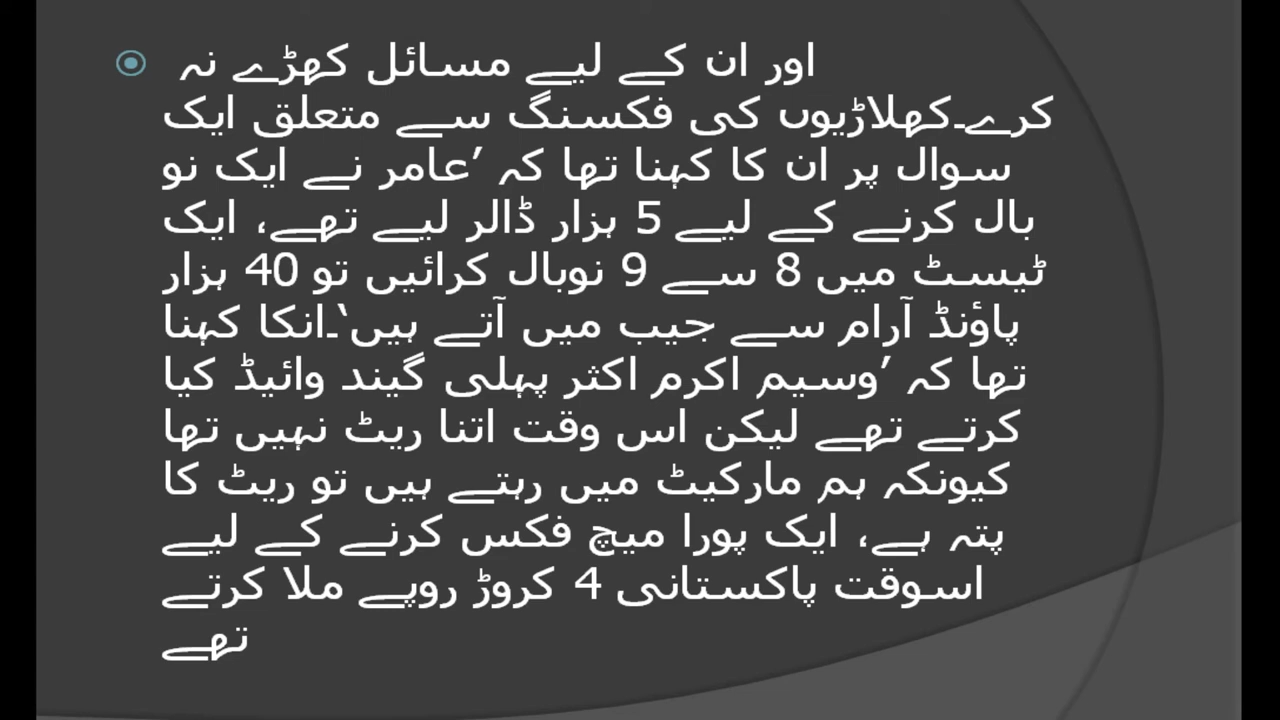 اور ان کے لیے مسائل کھڑے نہ
کرے۔کھلاڑیوں کی فکسنگ سے متعلق ایک
سوال پر ان کا کہنا تھا کہ ’عامر نے ایک نو
بال کرنے کے لیے 5 ہزار ڈالر لیے تھے، ایک
ٹیسٹ میں 8 سے 9 نوبال کرائیں تو 40 ہزار
پاؤنڈ آرام سے جیب میں آتے ہیں‘۔انکا کہنا
تھا کہ ’وسیم اکرم اکثر پہلی گیند وائیڈ کیا
کرتے تھے لیکن اس وقت اتنا ریٹ نہیں تھا
کیونکہ ہم مارکیٹ میں رہتے ہیں تو ریٹ کا
پتہ ہے، ایک پورا میچ فکس کرنے کے لیے
اسوقت پاکستانی 4 کروڑ روپے ملا کرتے
تھے